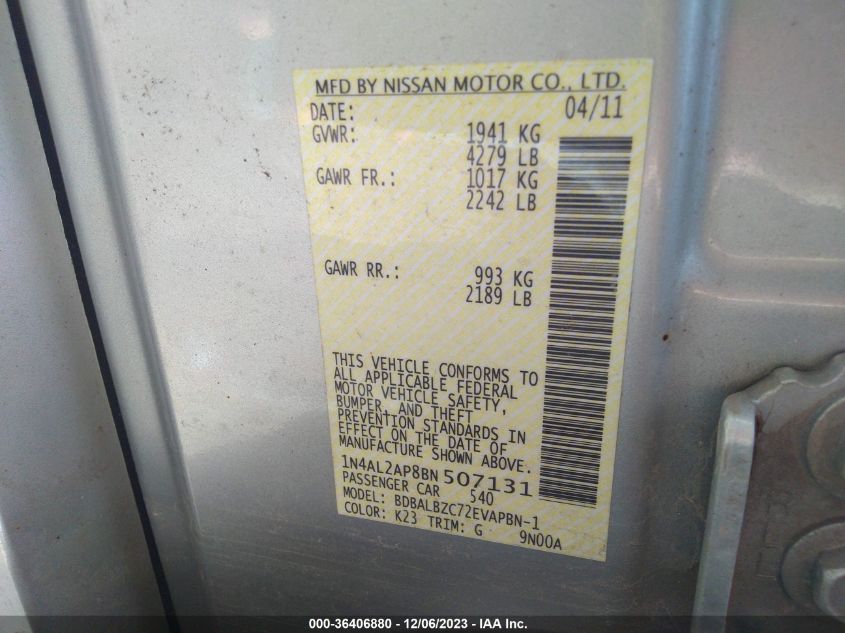 MFD BY NISSAN MOTOR CO., LTD.
DATE: 04/11
GVWR: 1941 KG
4279 LB
GAWR FR.: 1017 KG
2242 LB
GAWR RR.: 993 KG
2189 LB
THIS VEHICLE CONFORMS TO
ALL APPLICABLE FEDERAL
MOTOR VEHICLE SAFETY,
BUMPER, AND THEFT
PREVENTION STANDARDS IN
EFFECT ON THE DATE OF
MANUFACTURE SHOWN ABOVE.
1N4AL2AP8BN 507131
PASSENGER CAR 540
MODEL: BDBALBZC72EVAPBN-1
COLOR: K23 TRIM: G 9N00A
000-36406880 - 12/06/2023 - IAA Inc.